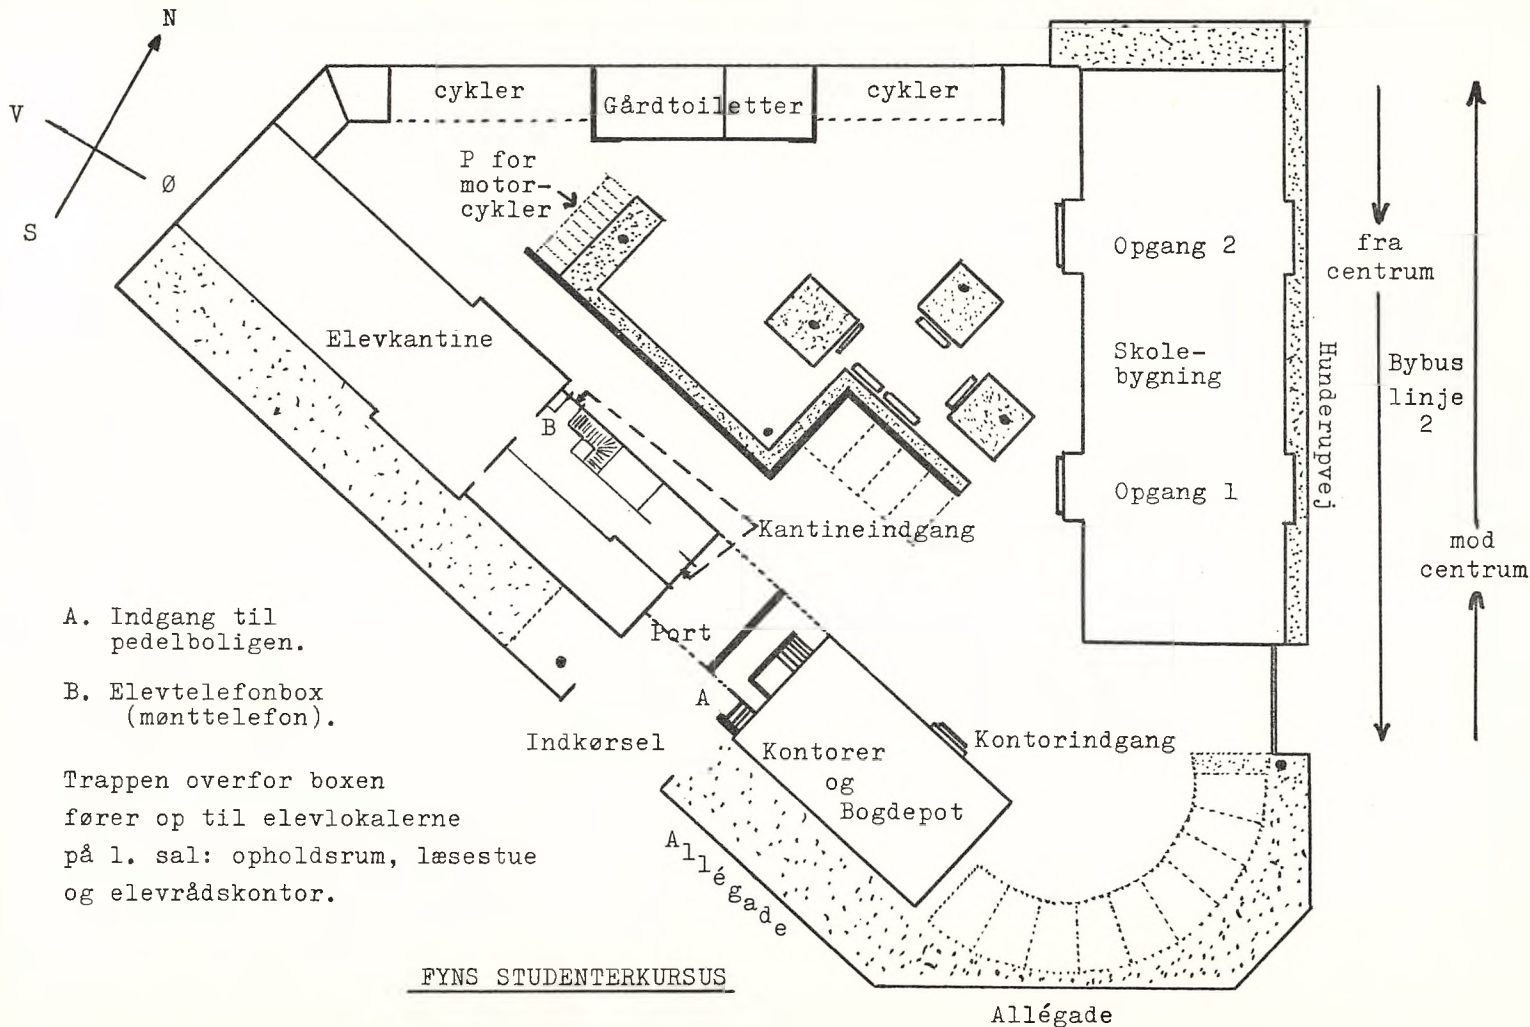 N
V
Ø
S
cykler
Gårdtoiletter
cykler
P for
motor-
cykler
Opgang 2
fra
centrum
Elevkantine
Skole-
bygning
Hunderupvej
Bybus
linje
2
B
Opgang 1
Kantineindgang
mod
centrum
A. Indgang til
pedelboligen.
Port
B. Elevtelefonbox
(mønttelefon).
A
Indkørsel
Kontorindgang
Kontorer
og
Bogdepot
Trappen overfor boxen
fører op til elevlokalerne
på 1. sal: opholdsrum, læsestue
og elevrådskontor.
Allégade
FYNS STUDENTERKURSUS
Allégade